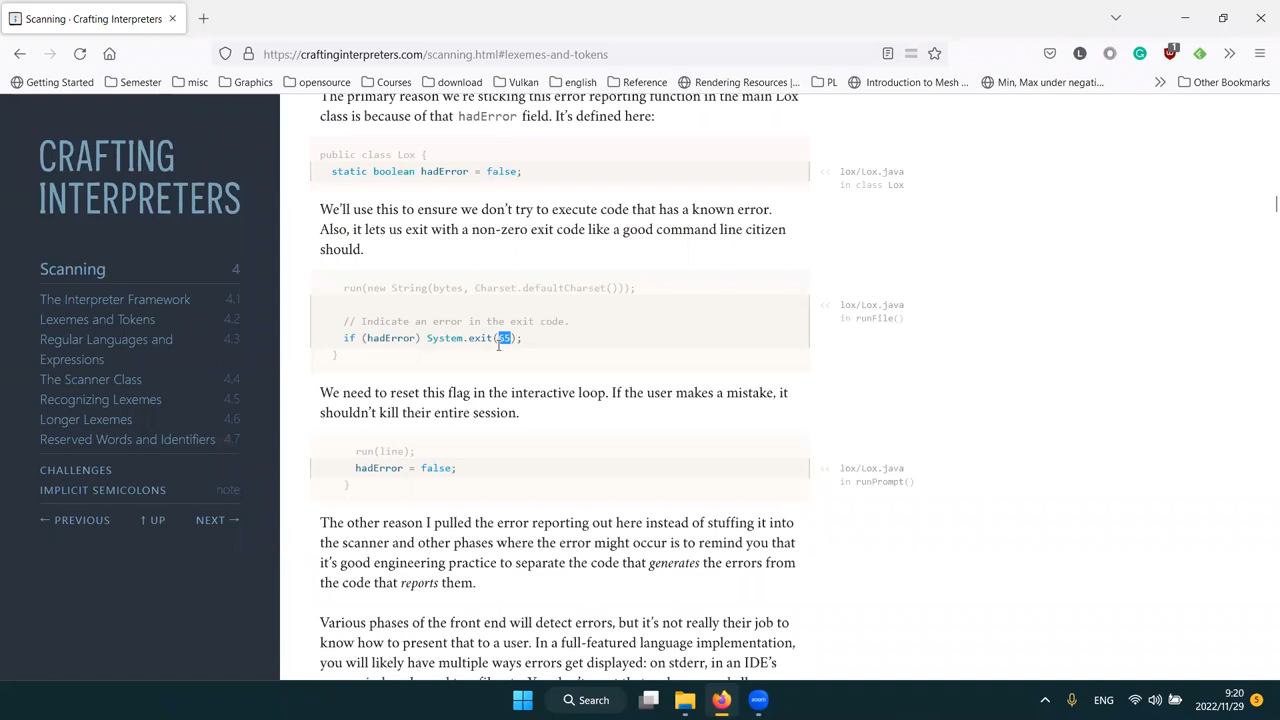 Scanning · Crafting Interpreters
https://craftinginterpreters.com/scanning.html#lexemes-and-tokens
1
Getting Started
Semester
misc
Graphics
opensource
Courses
download
Vulkan
english
Reference
Rendering Resources |...
PL
Introduction to Mesh ...
Min, Max under negati...
Other Bookmarks
CRAFTING
INTERPRETERS
Scanning 4
The Interpreter Framework 4.1
Lexemes and Tokens 4.2
Regular Languages and Expressions 4.3
The Scanner Class 4.4
Recognizing Lexemes 4.5
Longer Lexemes 4.6
Reserved Words and Identifiers 4.7
CHALLENGES
IMPLICIT SEMICOLONS note
← PREVIOUS ↑ UP NEXT →
The primary reason we're sticking this error reporting function in the main Lox
class is because of that hadError field. It's defined here:
public class Lox {
static boolean hadError = false;
<< lox/Lox.java
in class Lox
We'll use this to ensure we don't try to execute code that has a known error.
Also, it lets us exit with a non-zero exit code like a good command line citizen
should.
run(new String(bytes, Charset.defaultCharset()));
// Indicate an error in the exit code.
if (hadError) System.exit(65);
}
<< lox/Lox.java
in runFile()
We need to reset this flag in the interactive loop. If the user makes a mistake, it
shouldn't kill their entire session.
run(line);
hadError = false;
}
<< lox/Lox.java
in runPrompt()
The other reason I pulled the error reporting out here instead of stuffing it into
the scanner and other phases where the error might occur is to remind you that
it's good engineering practice to separate the code that generates the errors from
the code that reports them.
Various phases of the front end will detect errors, but it's not really their job to
know how to present that to a user. In a full-featured language implementation,
you will likely have multiple ways errors get displayed: on stderr, in an IDE's
Search
zoom
ENG
9:20
2022/11/29
5